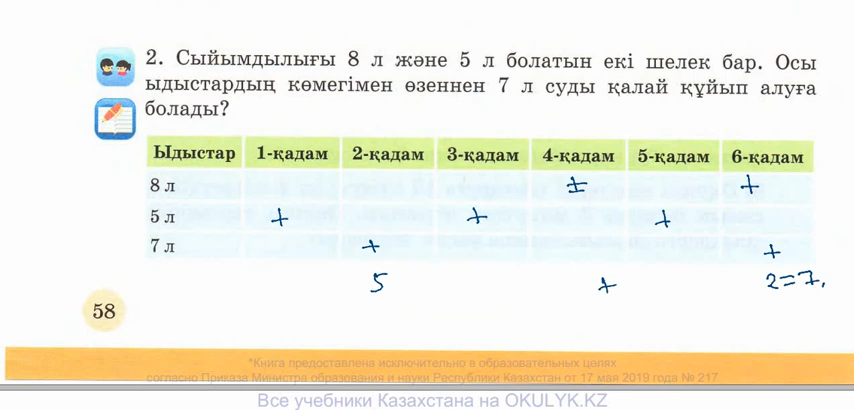 2. Сыйымдылығы 8 л және 5 л болатын екі шелек бар. Осы
ыдыстардың көмегімен өзеннен 7 л суды қалай құйып алуға
болады?
Ыдыстар 1-қадам 2-қадам 3-қадам 4-қадам 5-қадам 6-қадам
8 л + +
5 л + + +
7 л + +
5 + 2=7.
58
*Книга предоставлена исключительно в образовательных целях
согласно Приказа Министра образования и науки Республики Казахстан от 17 мая 2019 года № 217
Все учебники Казахстана на OKULYK.KZ